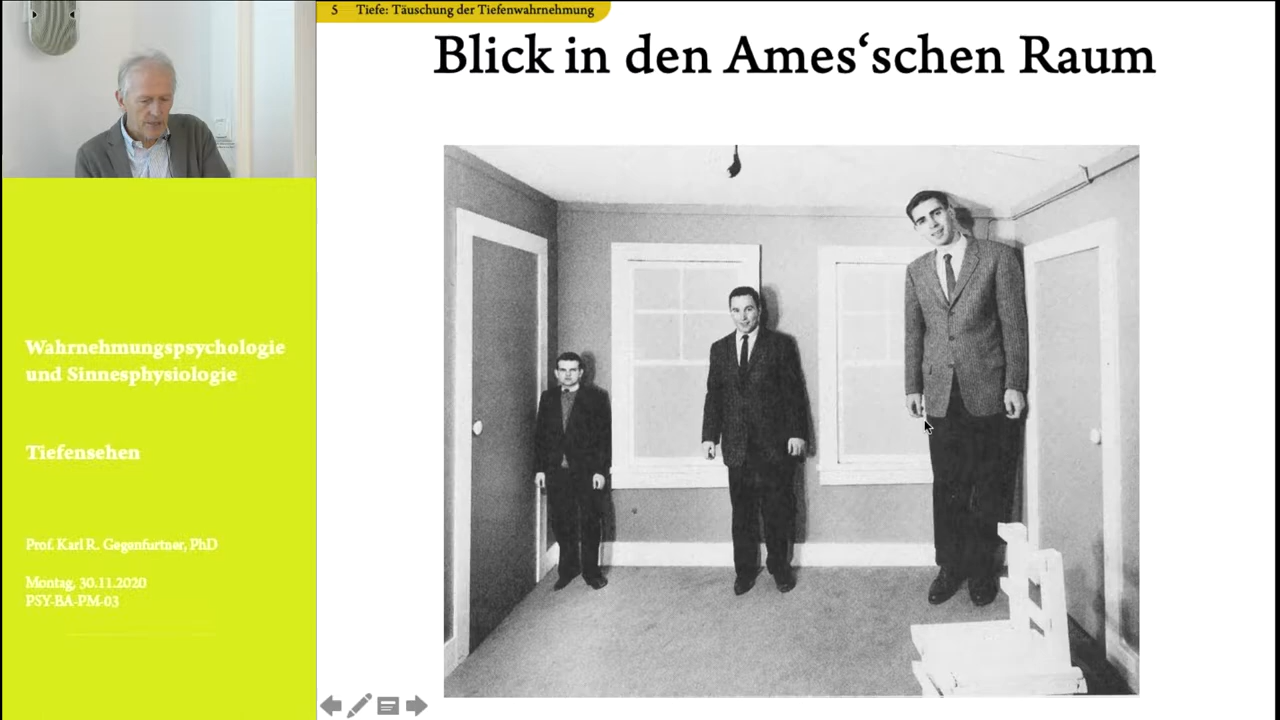 5 Tiefe: Täuschung der Tiefenwahrnehmung
Blick in den Ames‘schen Raum
Wahrnehmungspsychologie
und Sinnesphysiologie
Tiefensehen
Prof. Karl R. Gegenfurtner, PhD
Montag, 30.11.2020
PSY-BA-PM-03